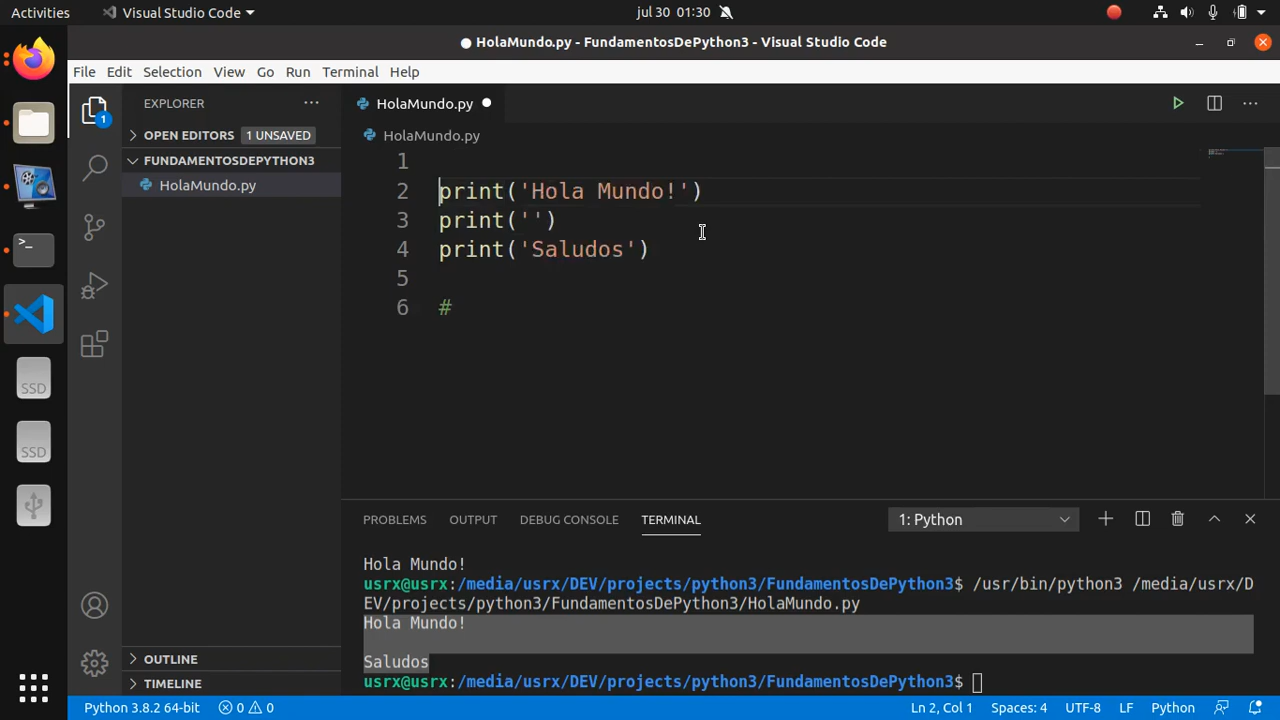 Activities
Visual Studio Code
jul 30 01:30
HolaMundo.py - FundamentosDePython3 - Visual Studio Code
File Edit Selection View Go Run Terminal Help
EXPLORER
OPEN EDITORS 1 UNSAVED
FUNDAMENTOSDEPYTHON3
HolaMundo.py
OUTLINE
TIMELINE
1
SSD
SSD
HolaMundo.py
HolaMundo.py
1
2 print('Hola Mundo!')
3 print('')
4 print('Saludos')
5
6 #
PROBLEMS OUTPUT DEBUG CONSOLE TERMINAL 1: Python
Hola Mundo!
usrx@usrx:/media/usrx/DEV/projects/python3/FundamentosDePython3$ /usr/bin/python3 /media/usrx/D
EV/projects/python3/FundamentosDePython3/HolaMundo.py
Hola Mundo!
Saludos
usrx@usrx:/media/usrx/DEV/projects/python3/FundamentosDePython3$
Python 3.8.2 64-bit 0 0 Ln 2, Col 1 Spaces: 4 UTF-8 LF Python